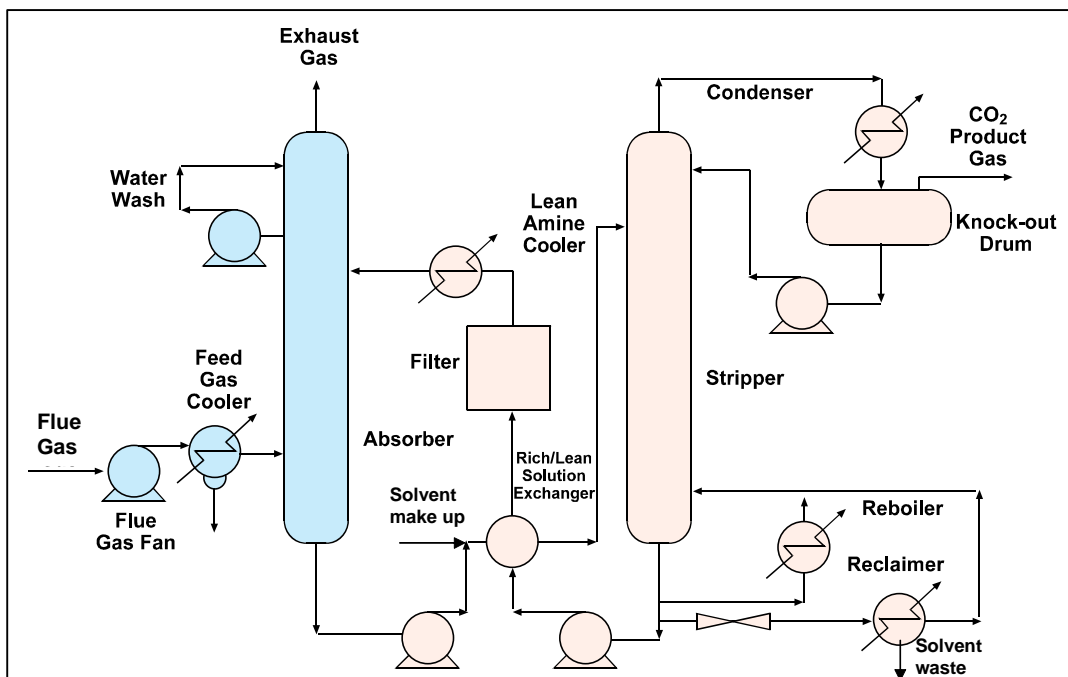 Exhaust
Gas
Condenser
CO₂
Product
Gas
Water
Wash
Lean
Amine
Cooler
Knock-out
Drum
Feed
Gas
Cooler
Filter
Stripper
Flue
Gas
Absorber
Rich/Lean
Solution
Exchanger
Solvent
make up
Reboiler
Flue
Gas Fan
Reclaimer
Solvent
waste